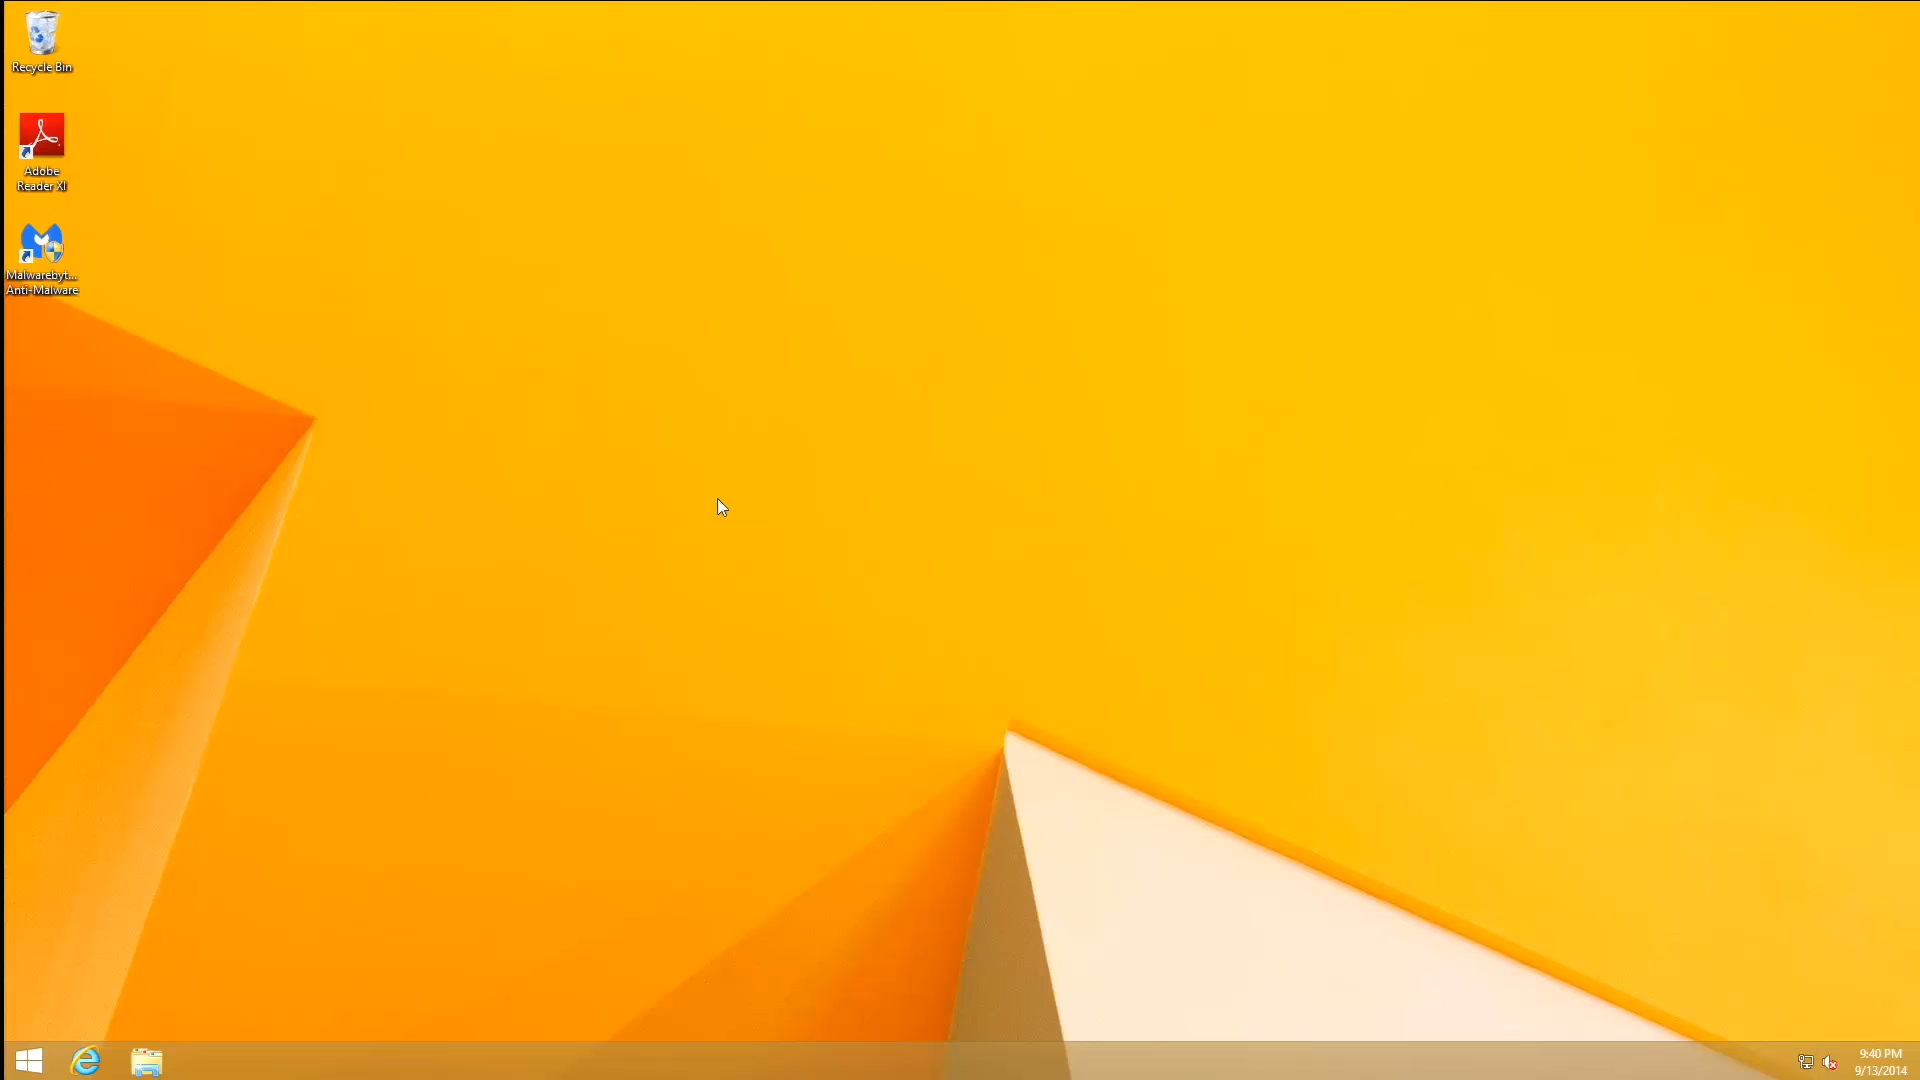 Recycle Bin
Adobe
Reader XI
Malwarebyt...
Anti-Malware
9:40 PM
9/13/2014